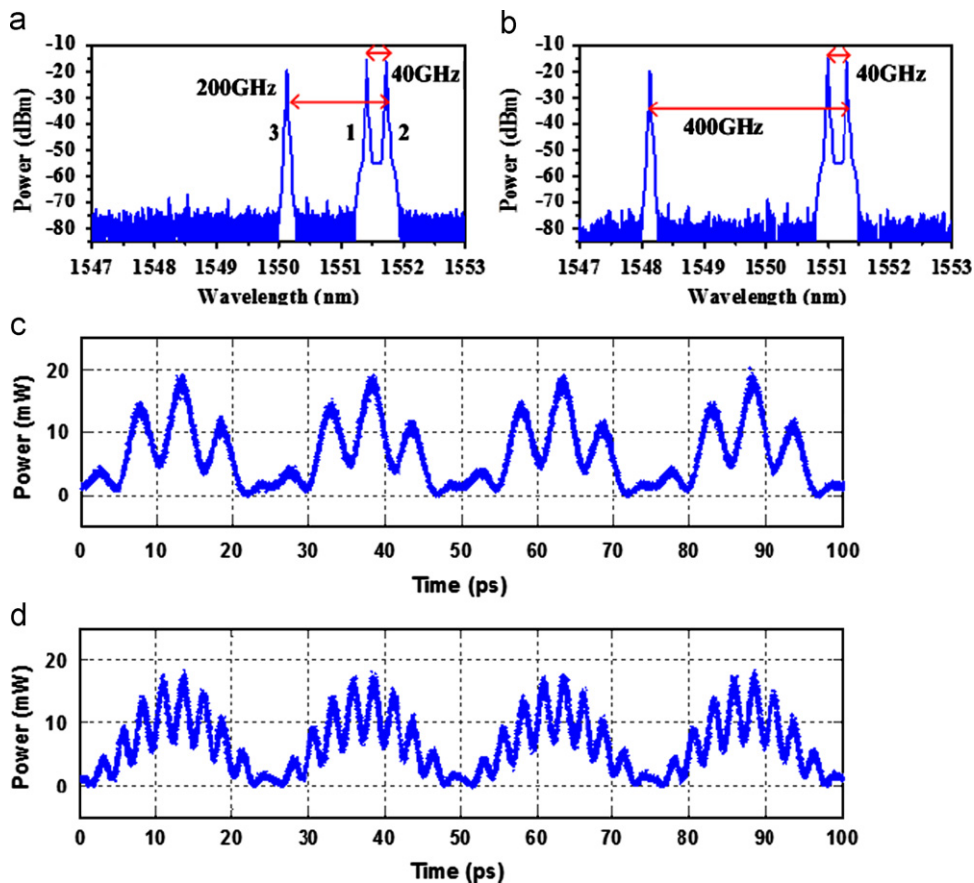 a
b
-10
-20
-30
-40
-50
-60
-70
-80
Power (dBm)
200GHz
40GHz
3
1
2
1547 1548 1549 1550 1551 1552 1553
Wavelength (nm)
-10
-20
-30
-40
-50
-60
-70
-80
Power (dBm)
40GHz
400GHz
1547 1548 1549 1550 1551 1552 1553
Wavelength (nm)
c
20
10
0
Power (mW)
0 10 20 30 40 50 60 70 80 90 100
Time (ps)
d
20
10
0
Power (mW)
0 10 20 30 40 50 60 70 80 90 100
Time (ps)